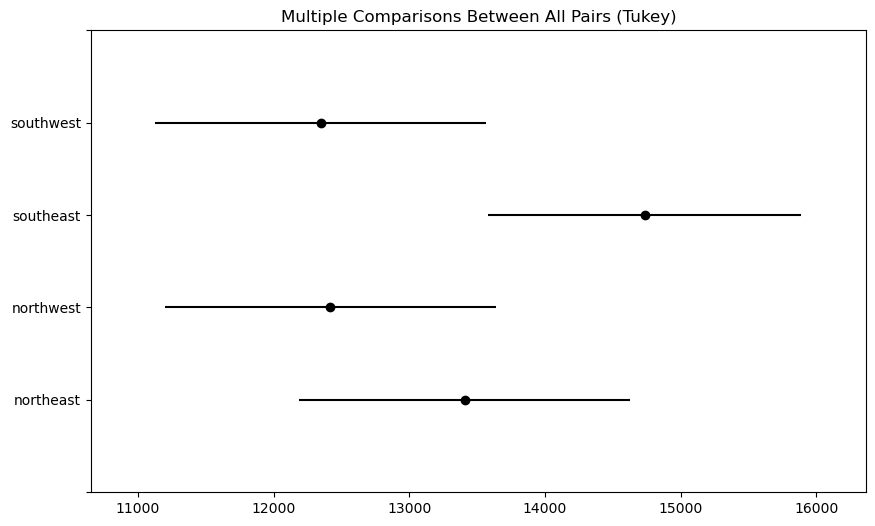 Multiple Comparisons Between All Pairs (Tukey)
southwest
southeast
northwest
northeast
11000 12000 13000 14000 15000 16000